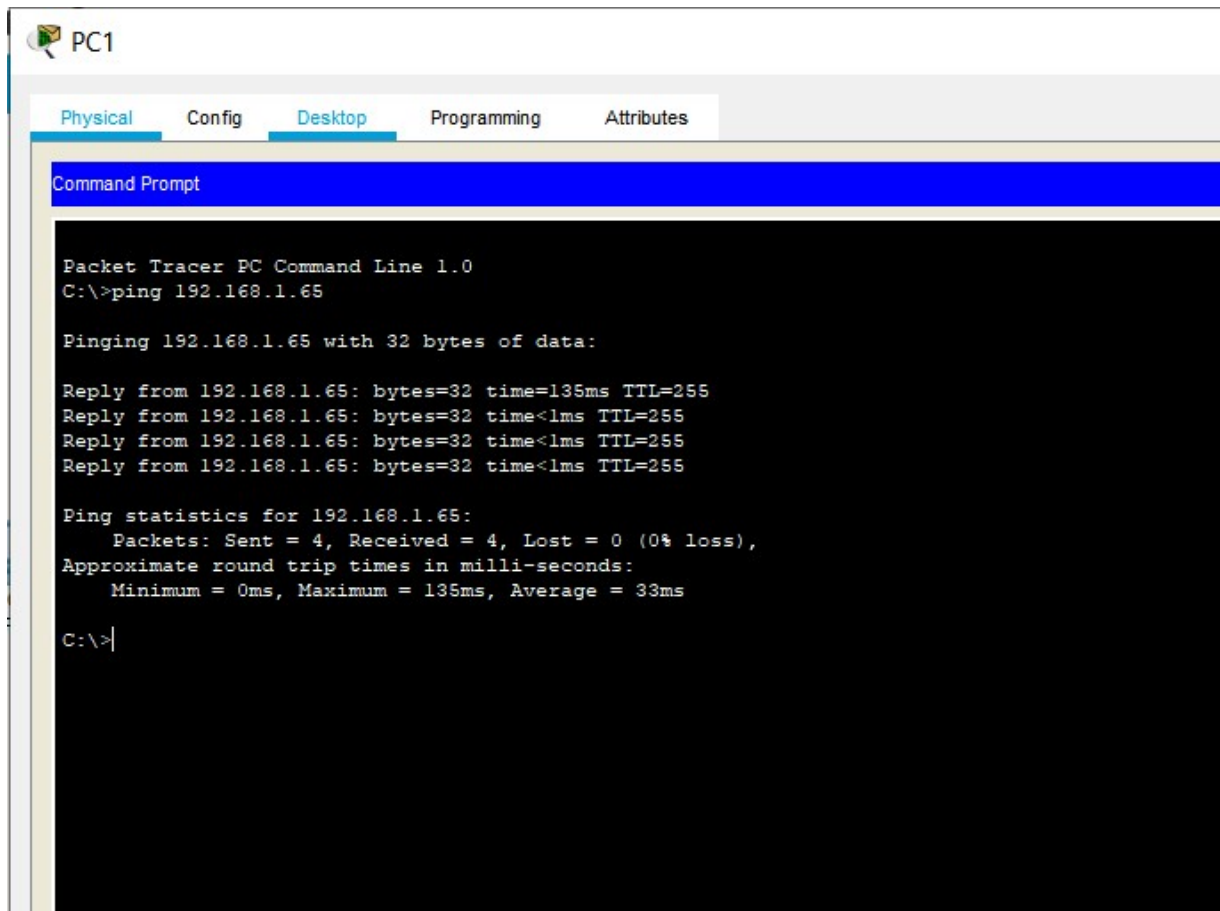 PC1
Physical Config Desktop Programming Attributes
Command Prompt
Packet Tracer PC Command Line 1.0
C:\>ping 192.168.1.65
Pinging 192.168.1.65 with 32 bytes of data:
Reply from 192.168.1.65: bytes=32 time=135ms TTL=255
Reply from 192.168.1.65: bytes=32 time<1ms TTL=255
Reply from 192.168.1.65: bytes=32 time<1ms TTL=255
Reply from 192.168.1.65: bytes=32 time<1ms TTL=255
Ping statistics for 192.168.1.65:
Packets: Sent = 4, Received = 4, Lost = 0 (0% loss),
Approximate round trip times in milli-seconds:
Minimum = 0ms, Maximum = 135ms, Average = 33ms
C:\>